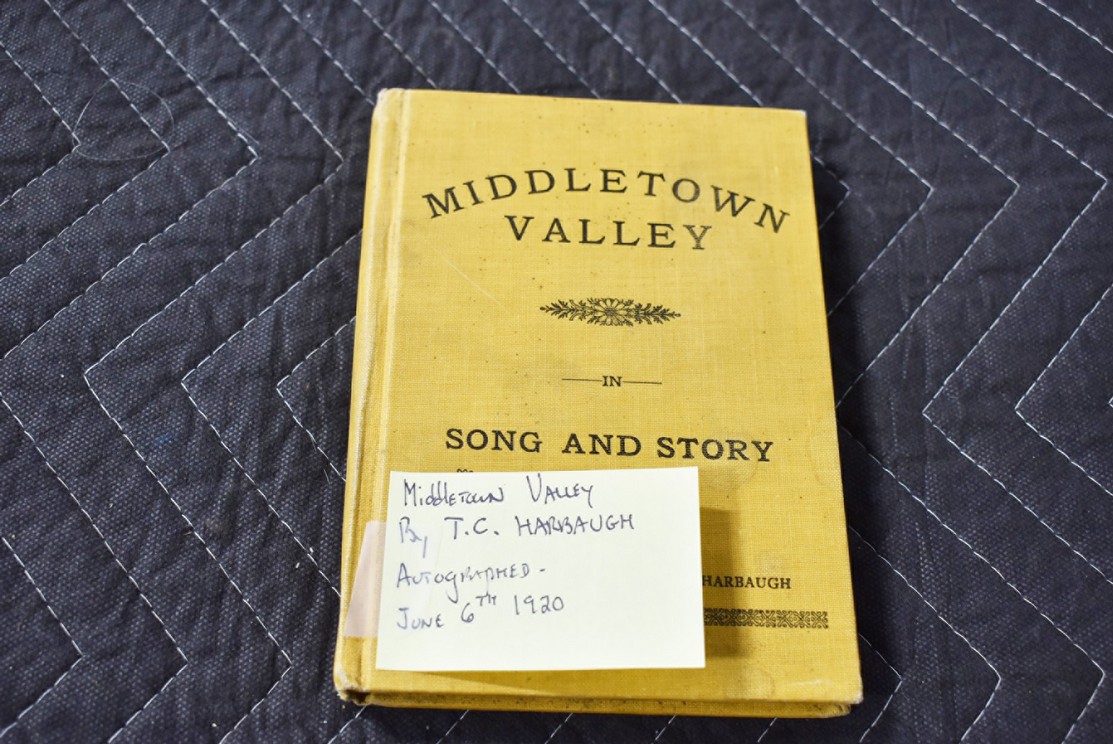 MIDDLETOWN
VALLEY
IN
SONG AND STORY
Middletown Valley
By T.C. HARBAUGH
AUTOGRAPHED -
JUNE 6TH 1920
HARBAUGH